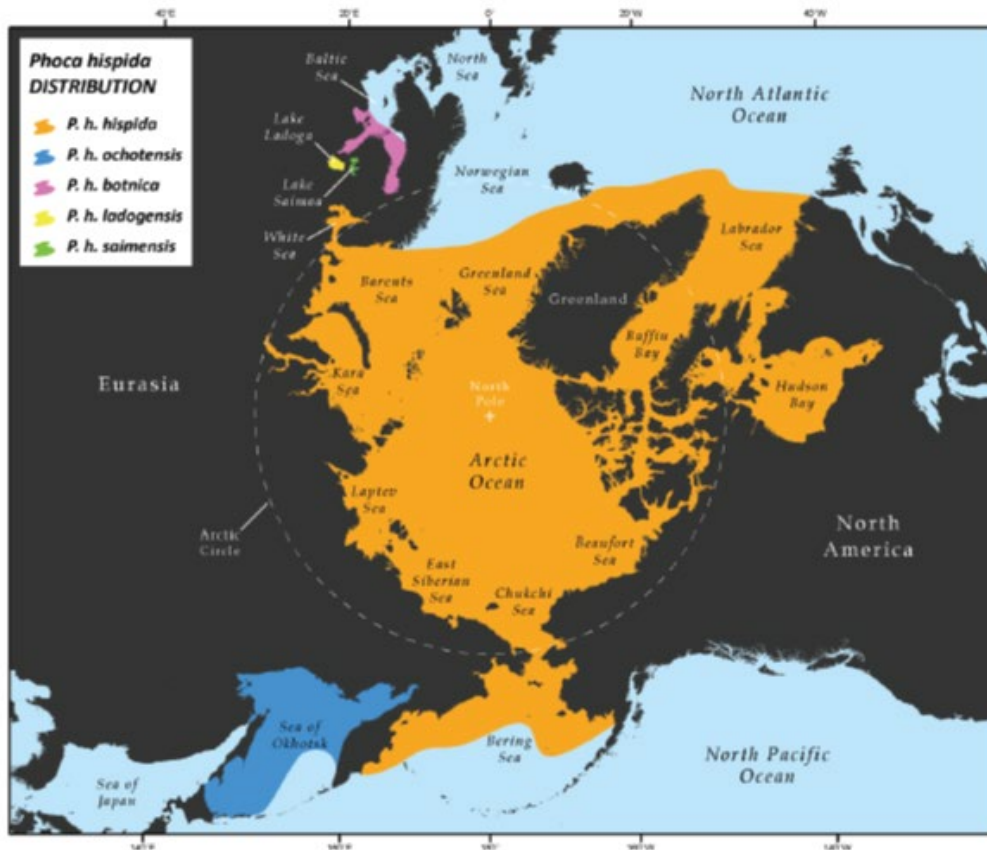 40°E
20°E
0°
20°W
40°W
Phoca hispida
DISTRIBUTION
P. h. hispida
P. h. ochotensis
P. h. botnica
P. h. ladogensis
P. h. saimensis
Baltic
Sea
North
Sea
North Atlantic
Ocean
Lake
Ladoga
Lake
Saimaa
Norwegian
Sea
White
Sea
Labrador
Sea
Barents
Sea
Greenland
Sea
Greenland
Baffin
Bay
Eurasia
Kara
Sea
North
Pole
Hudson
Bay
Arctic
Ocean
Laptev
Sea
Arctic
Circle
Beaufort
Sea
North
America
East
Siberian
Sea
Chukchi
Sea
Sea of
Okhotsk
Bering
Sea
North Pacific
Ocean
Sea of
Japan